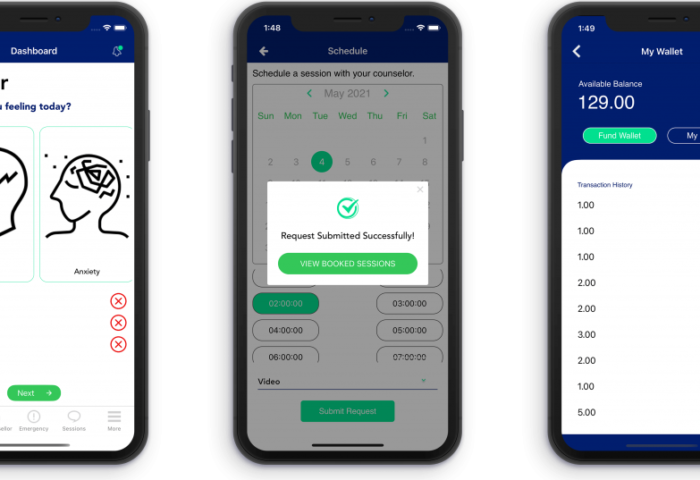 Dashboard
r
u feeling today?
Anxiety
Next →
sellor Emergency Sessions More
1:48
Schedule
Schedule a session with your counselor.
< May 2021 >
Sun Mon Tue Wed Thu Fri Sat
1
2 3 4 5 6 7 8
Request Submitted Successfully!
VIEW BOOKED SESSIONS
02:00:00 03:00:00
04:00:00 05:00:00
06:00:00 07:00:00
Video
Submit Request
1:49
My Wallet
Available Balance
129.00
Fund Wallet My
Transaction History
1.00
1.00
1.00
2.00
2.00
3.00
2.00
1.00
5.00